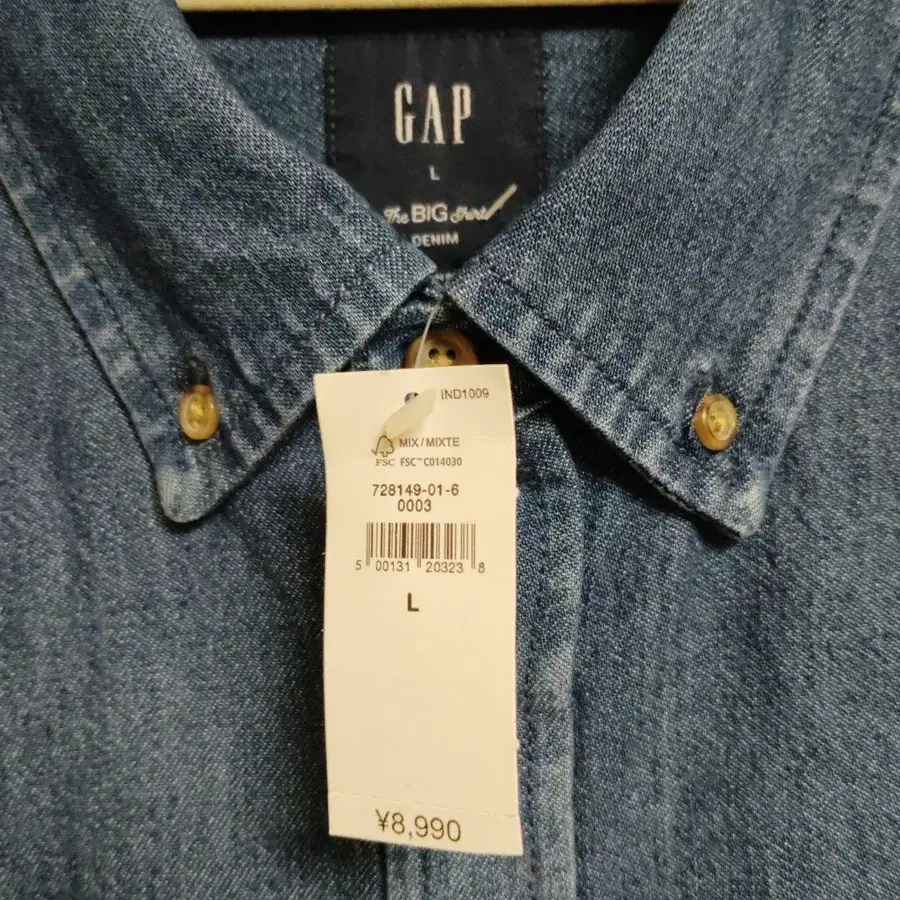 GAP
L
The BIG Shirt
DENIM
IND1009
MIX/MIXTE
FSC FSC™ C014030
728149-01-6
0003
5 00131 20323 8
L
¥8,990